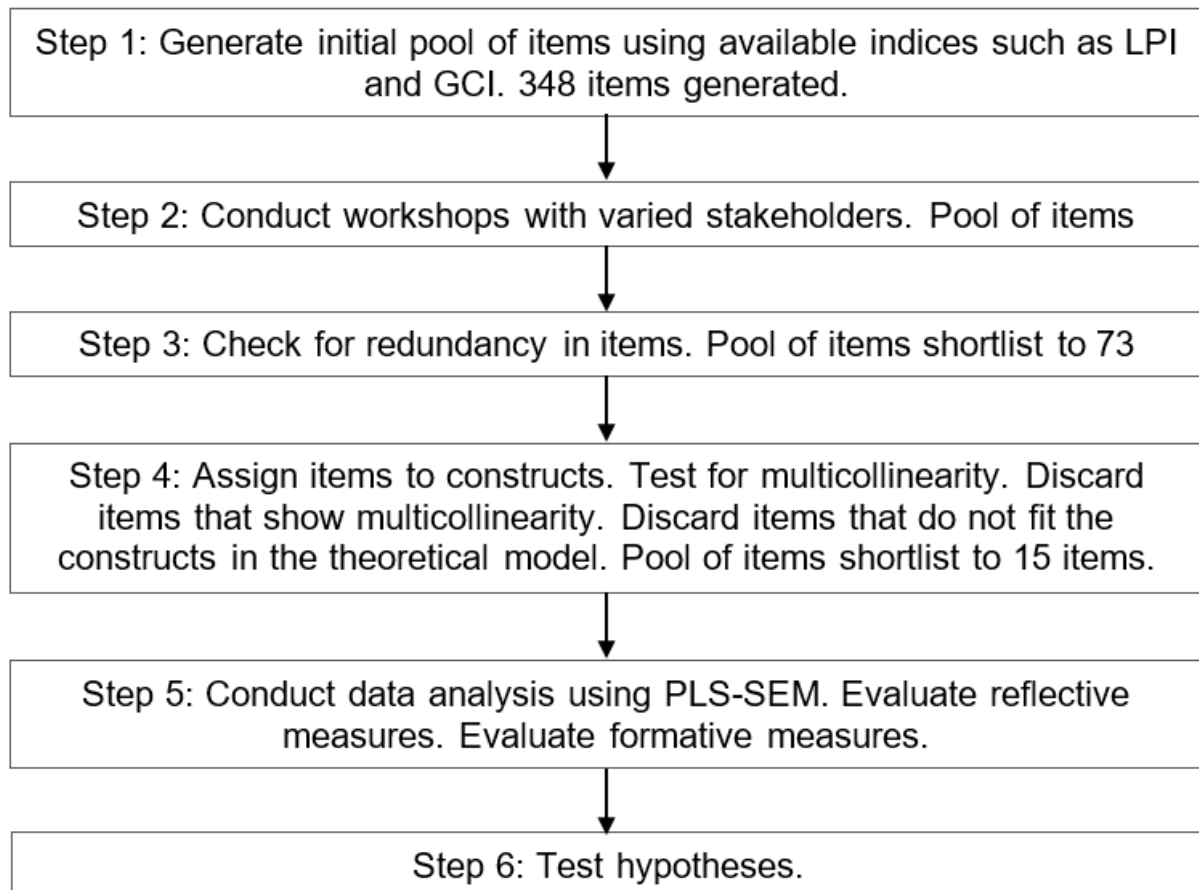 Step 1: Generate initial pool of items using available indices such as LPI
and GCI. 348 items generated.
Step 2: Conduct workshops with varied stakeholders. Pool of items
Step 3: Check for redundancy in items. Pool of items shortlist to 73
Step 4: Assign items to constructs. Test for multicollinearity. Discard
items that show multicollinearity. Discard items that do not fit the
constructs in the theoretical model. Pool of items shortlist to 15 items.
Step 5: Conduct data analysis using PLS-SEM. Evaluate reflective
measures. Evaluate formative measures.
Step 6: Test hypotheses.